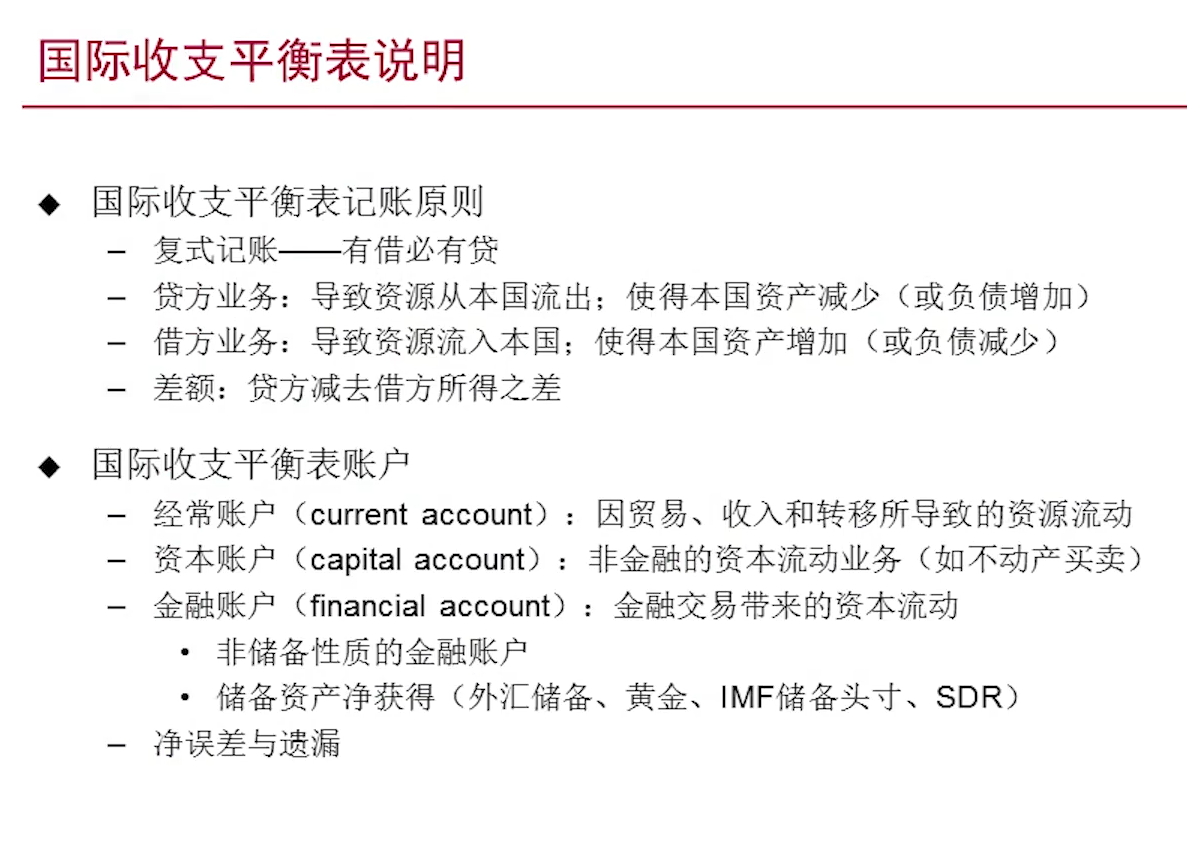 国际收支平衡表说明
◆ 国际收支平衡表记账原则
– 复式记账——有借必有贷
– 贷方业务：导致资源从本国流出；使得本国资产减少（或负债增加）
– 借方业务：导致资源流入本国；使得本国资产增加（或负债减少）
– 差额：贷方减去借方所得之差
◆ 国际收支平衡表账户
– 经常账户（current account）：因贸易、收入和转移所导致的资源流动
– 资本账户（capital account）：非金融的资本流动业务（如不动产买卖）
– 金融账户（financial account）：金融交易带来的资本流动
• 非储备性质的金融账户
• 储备资产净获得（外汇储备、黄金、IMF储备头寸、SDR）
– 净误差与遗漏